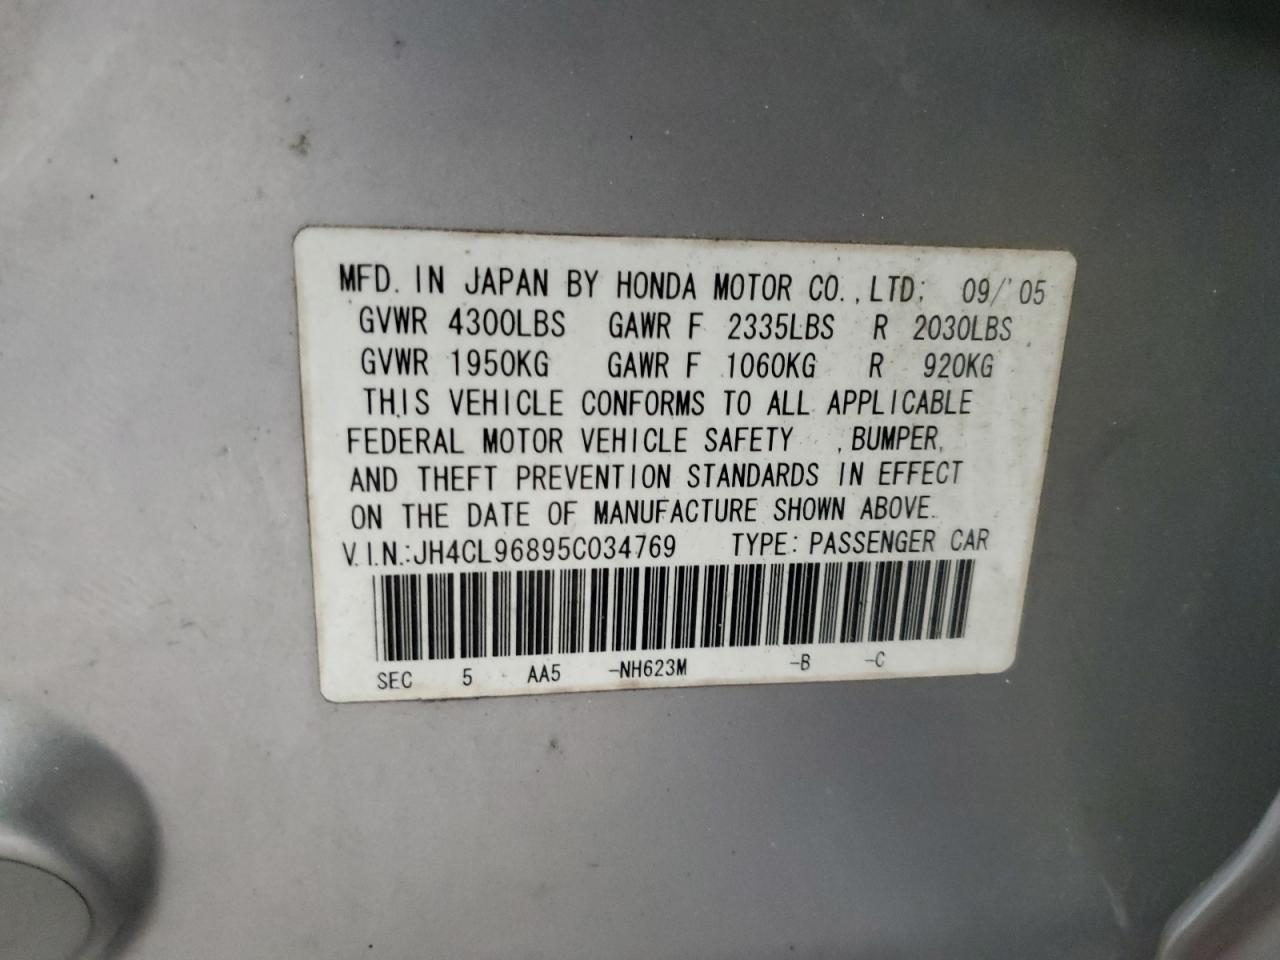 MFD. IN JAPAN BY HONDA MOTOR CO.,LTD; 09/'05
GVWR 4300LBS GAWR F 2335LBS R 2030LBS
GVWR 1950KG GAWR F 1060KG R 920KG
THIS VEHICLE CONFORMS TO ALL APPLICABLE
FEDERAL MOTOR VEHICLE SAFETY , BUMPER,
AND THEFT PREVENTION STANDARDS IN EFFECT
ON THE DATE OF MANUFACTURE SHOWN ABOVE.
V.I.N.:JH4CL96895C034769 TYPE: PASSENGER CAR
SEC 5 AA5 -NH623M -B -C